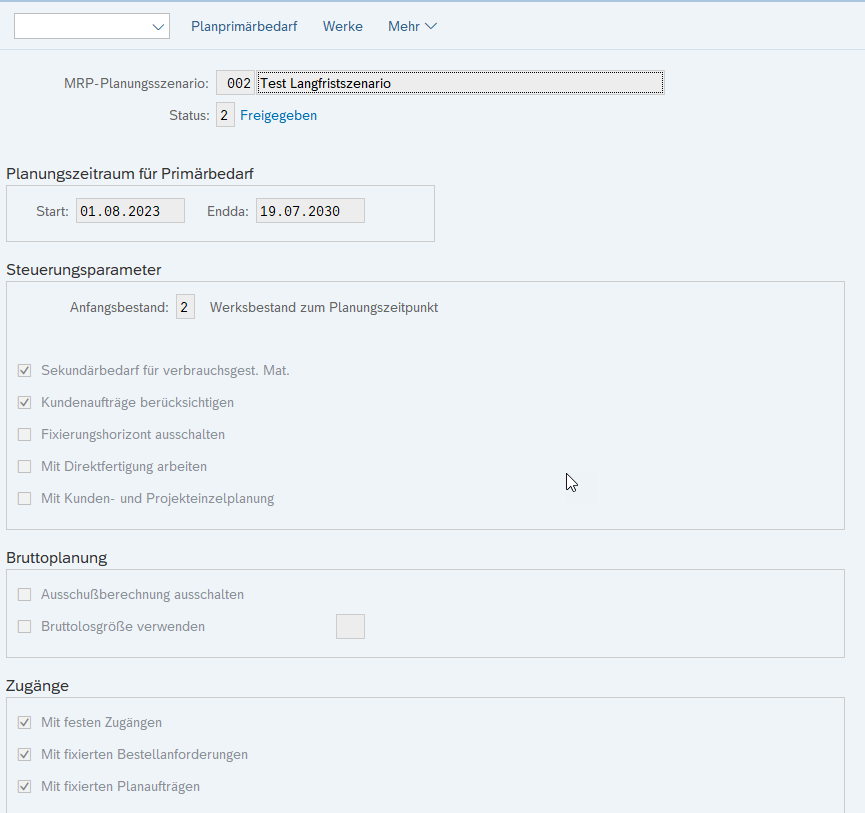 Planprimärbedarf Werke Mehr
MRP-Planungsszenario: 002 Test Langfristszenario
Status: 2 Freigegeben
Planungszeitraum für Primärbedarf
Start: 01.08.2023 Endda: 19.07.2030
Steuerungsparameter
Anfangsbestand: 2 Werksbestand zum Planungszeitpunkt
Sekundärbedarf für verbrauchsgest. Mat.
Kundenaufträge berücksichtigen
Fixierungshorizont ausschalten
Mit Direktfertigung arbeiten
Mit Kunden- und Projekteinzelplanung
Bruttoplanung
Ausschußberechnung ausschalten
Bruttolosgröße verwenden
Zugänge
Mit festen Zugängen
Mit fixierten Bestellanforderungen
Mit fixierten Planaufträgen